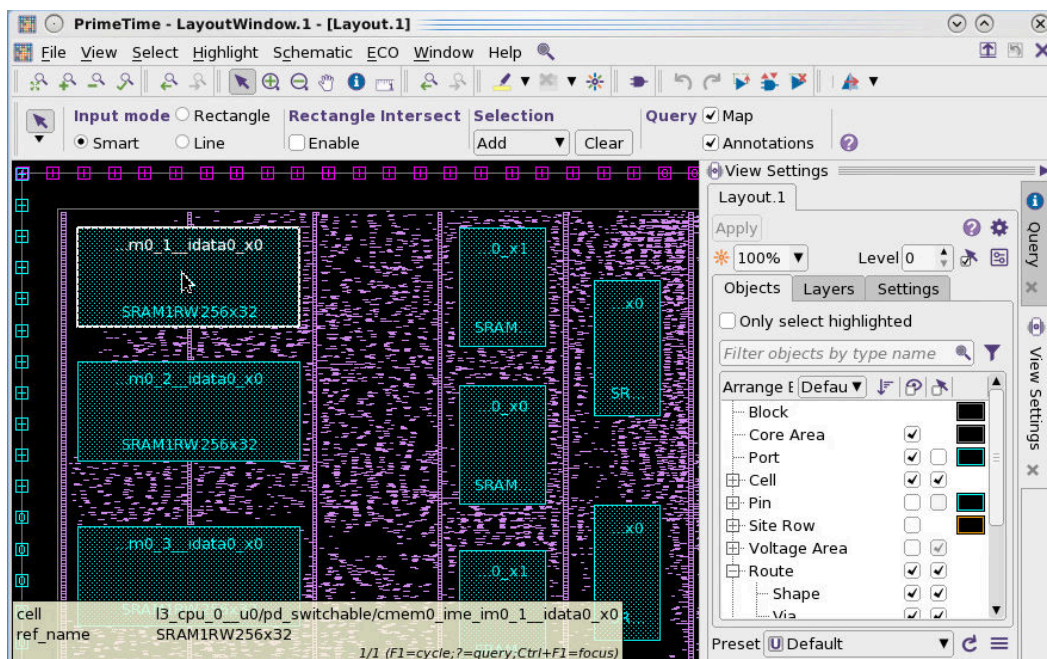 PrimeTime - LayoutWindow.1 - [Layout.1]
File View Select Highlight Schematic ECO Window Help
Input mode Rectangle Rectangle Intersect Selection Query Map
Smart Line Enable Add Clear Annotations
View Settings
Layout.1
Apply
100% Level 0
Objects Layers Settings
Only select highlighted
Filter objects by type name
Arrange E Defau
Block
Core Area
Port
Cell
Pin
Site Row
Voltage Area
Route
Shape
Via
Preset Default
Query
View Settings
...m0_1__idata0_x0
SRAM1RW256x32
...m0_2__idata0_x0
SRAM1RW256x32
...m0_3__idata0_x0
...0_x1
SRAM...
...0_x0
SRAM...
...0_x1
...x0
SR...
...x0
cell l3_cpu_0__u0/pd_switchable/cmem0_ime_im0_1__idata0_x0
ref_name SRAM1RW256x32
1/1 (F1=cycle;?=query;Ctrl+F1=focus)